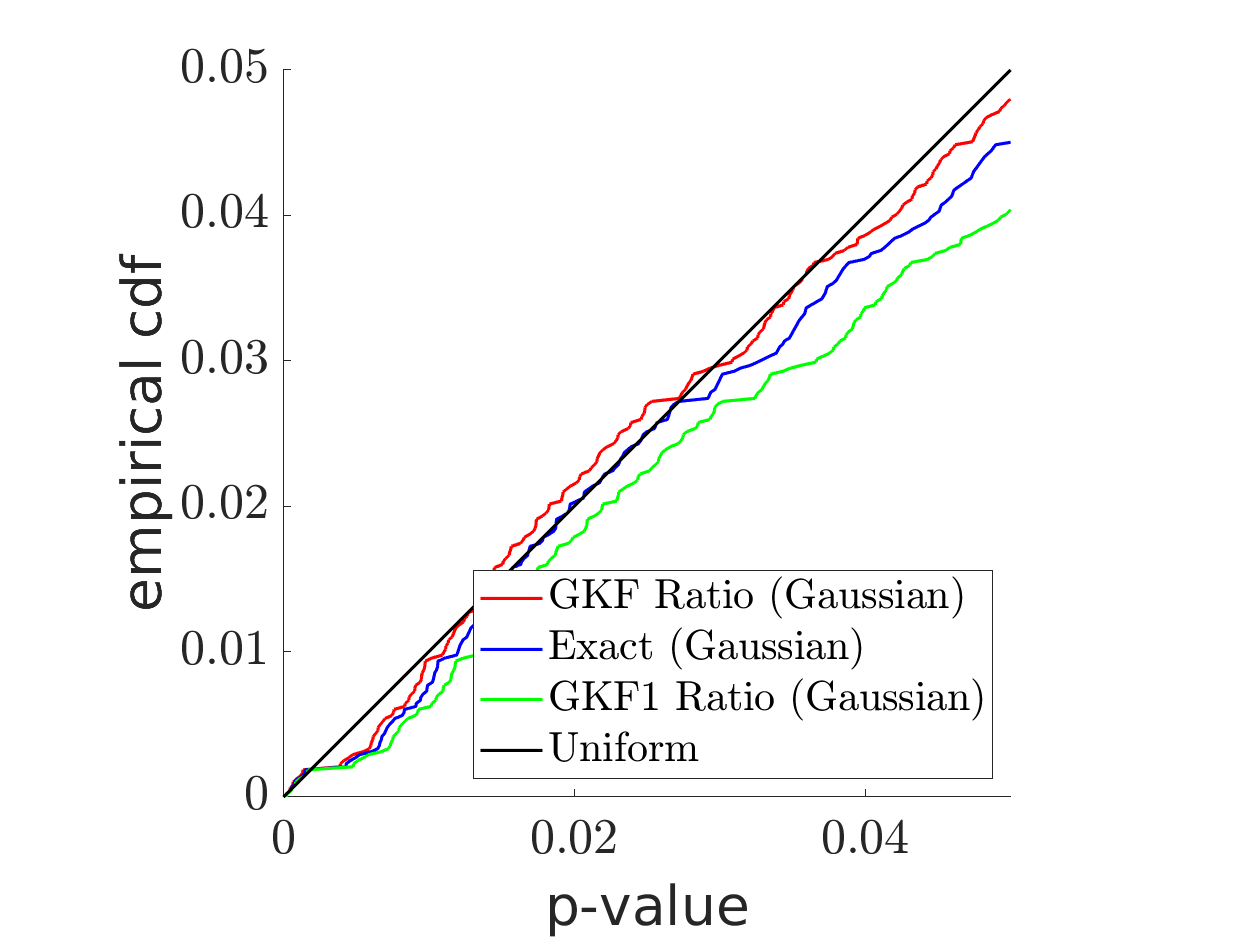 0.05
0.04
0.03
0.02
0.01
0
empirical cdf
GKF Ratio (Gaussian)
Exact (Gaussian)
GKF1 Ratio (Gaussian)
Uniform
0
0.02
0.04
p-value